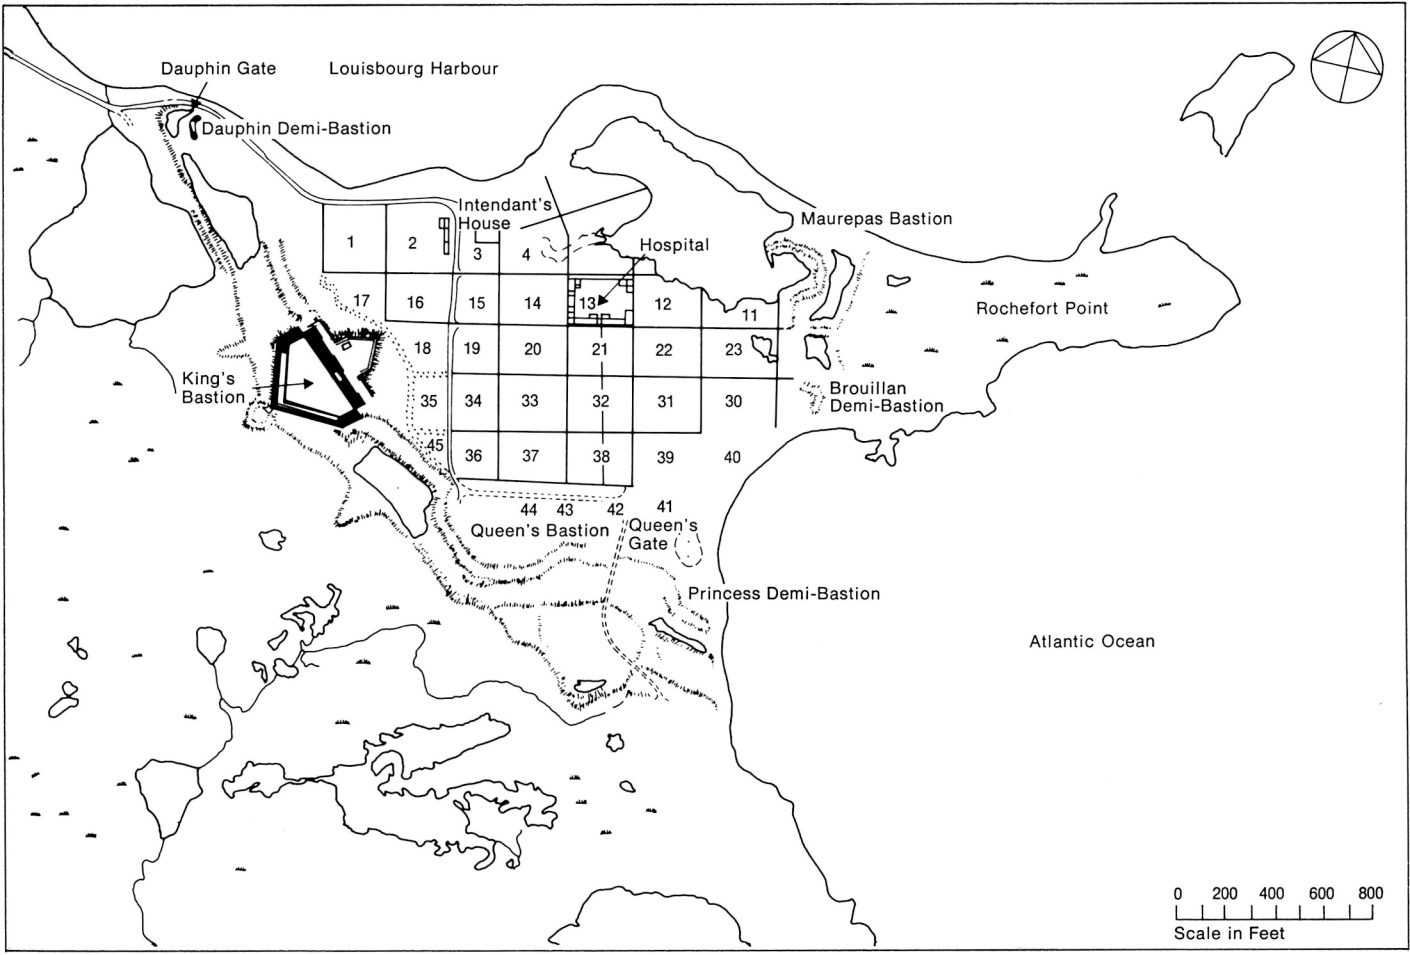 Dauphin Gate
Louisbourg Harbour
Dauphin Demi-Bastion
Intendant's
House
Maurepas Bastion
Hospital
1
2
3
4
Rochefort Point
17
16
15
14
13
12
11
18
19
20
21
22
23
King's
Bastion
Brouillan
Demi-Bastion
35
34
33
32
31
30
45
36
37
38
39
40
44
43
42
41
Queen's Bastion
Queen's
Gate
Princess Demi-Bastion
Atlantic Ocean
0 200 400 600 800
Scale in Feet